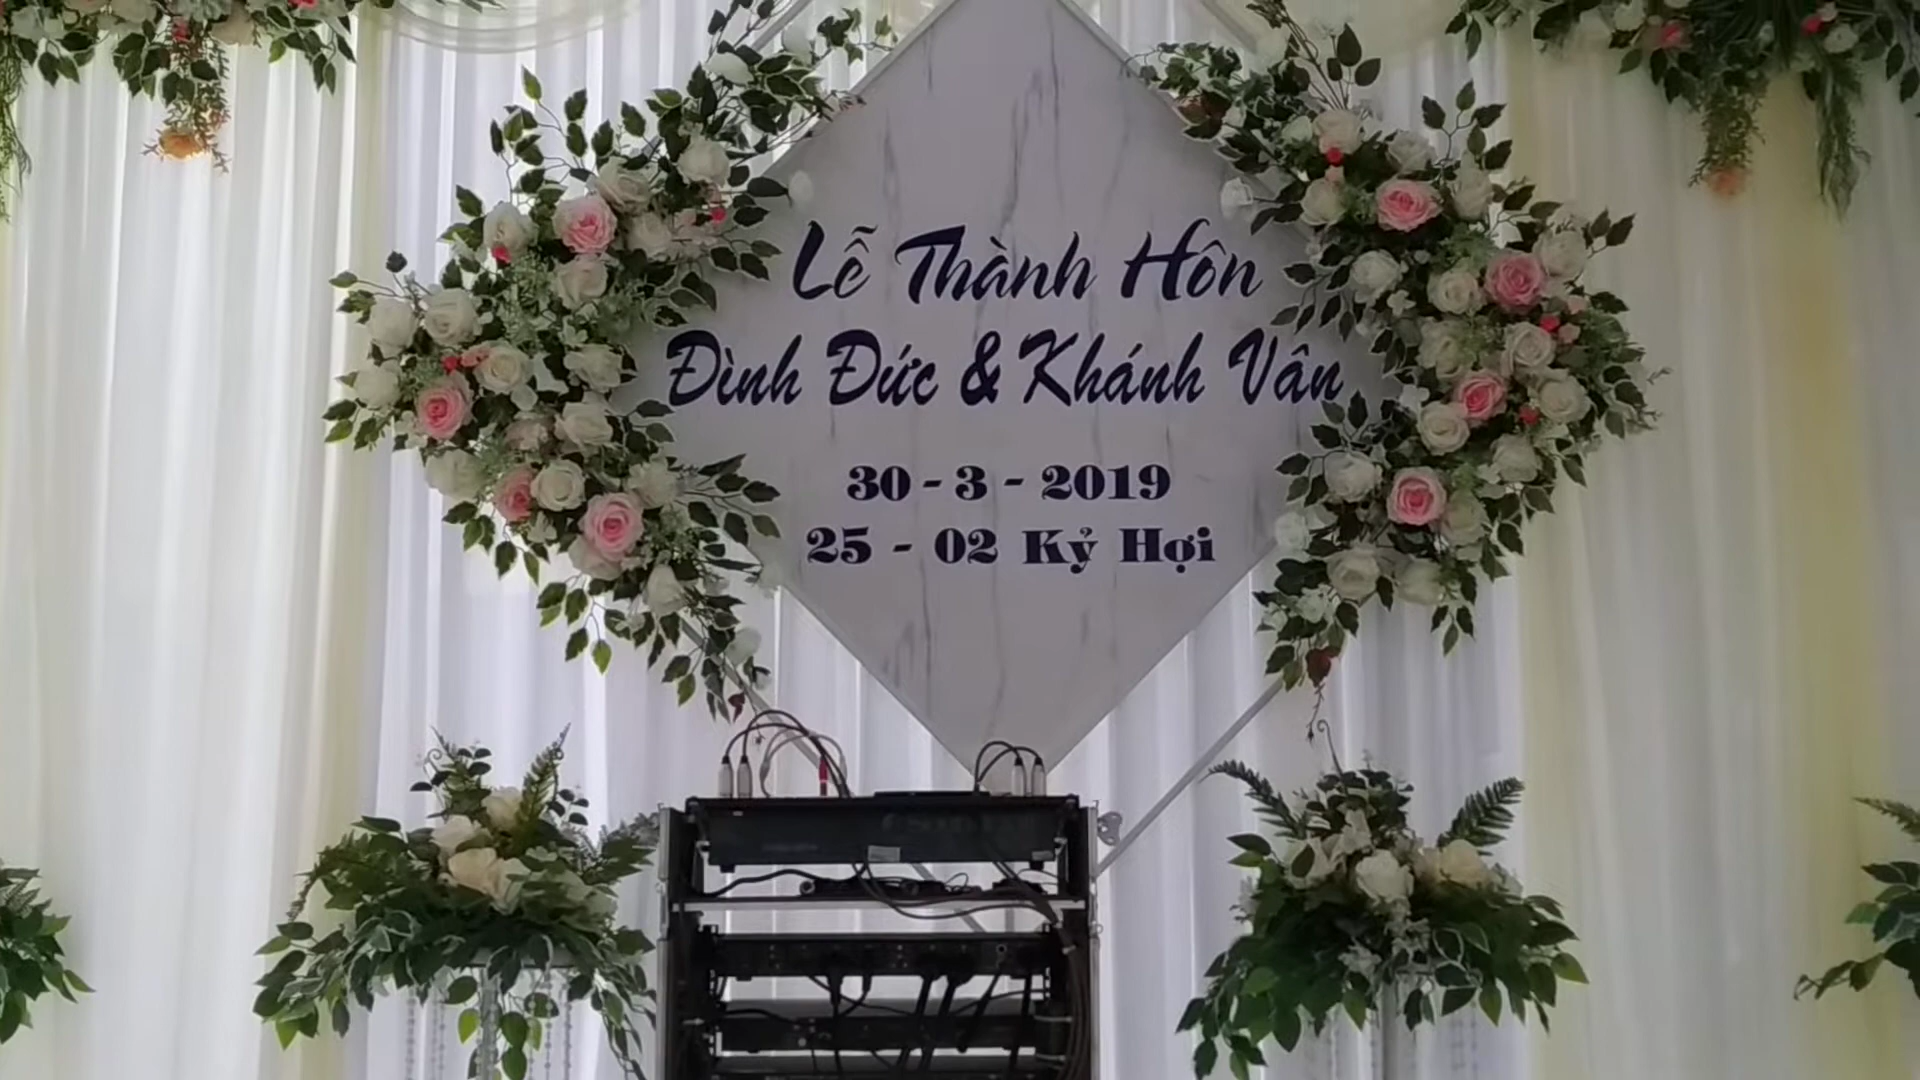 Lễ Thành Hôn
Đình Đức & Khánh Vân
30 - 3 - 2019
25 - 02 Kỷ Hợi